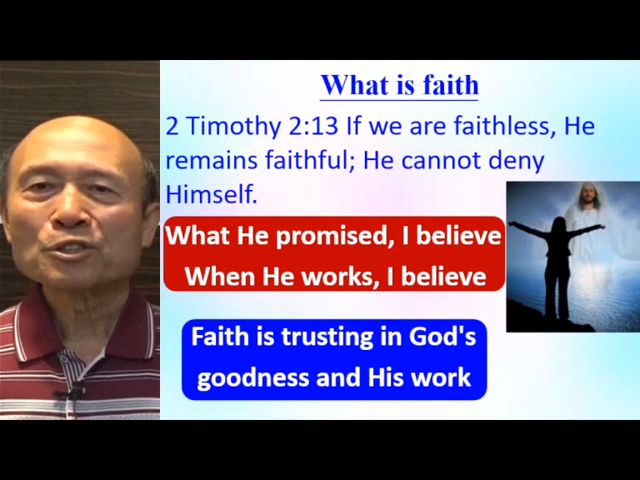 What is faith
2 Timothy 2:13 If we are faithless, He
remains faithful; He cannot deny
Himself.
What He promised, I believe
When He works, I believe
Faith is trusting in God's
goodness and His work